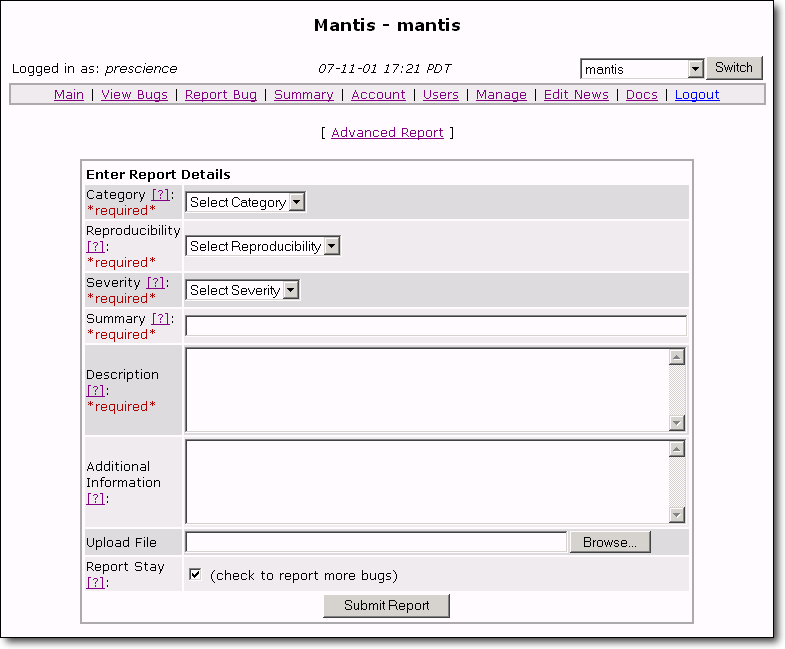 Mantis - mantis
Logged in as: prescience 07-11-01 17:21 PDT mantis Switch
Main | View Bugs | Report Bug | Summary | Account | Users | Manage | Edit News | Docs | Logout
[ Advanced Report ]
Enter Report Details
Category [?]:
*required*
Select Category
Reproducibility
[?]:
*required*
Select Reproducibility
Severity [?]:
*required*
Select Severity
Summary [?]:
*required*
Description
[?]:
*required*
Additional
Information
[?]:
Upload File Browse...
Report Stay
[?]:
(check to report more bugs)
Submit Report